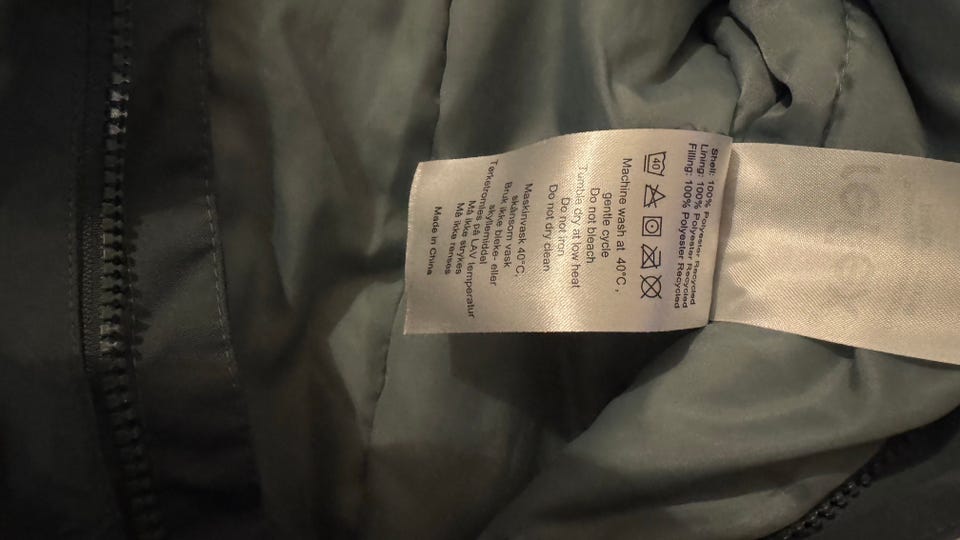 Shell: 100% Polyester Recycled
Lining: 100% Polyester Recycled
Filling: 100% Polyester Recycled
40
Machine wash at 40°C,
gentle cycle
Do not bleach
Tumble dry at low heat
Do not iron
Do not dry clean
Maskinvask 40°C,
skånsom vask
Bruk ikke bleke- eller
skyllemiddel
Tørketromles på LAV temperatur
Må ikke strykes
Må ikke renses
Made in China